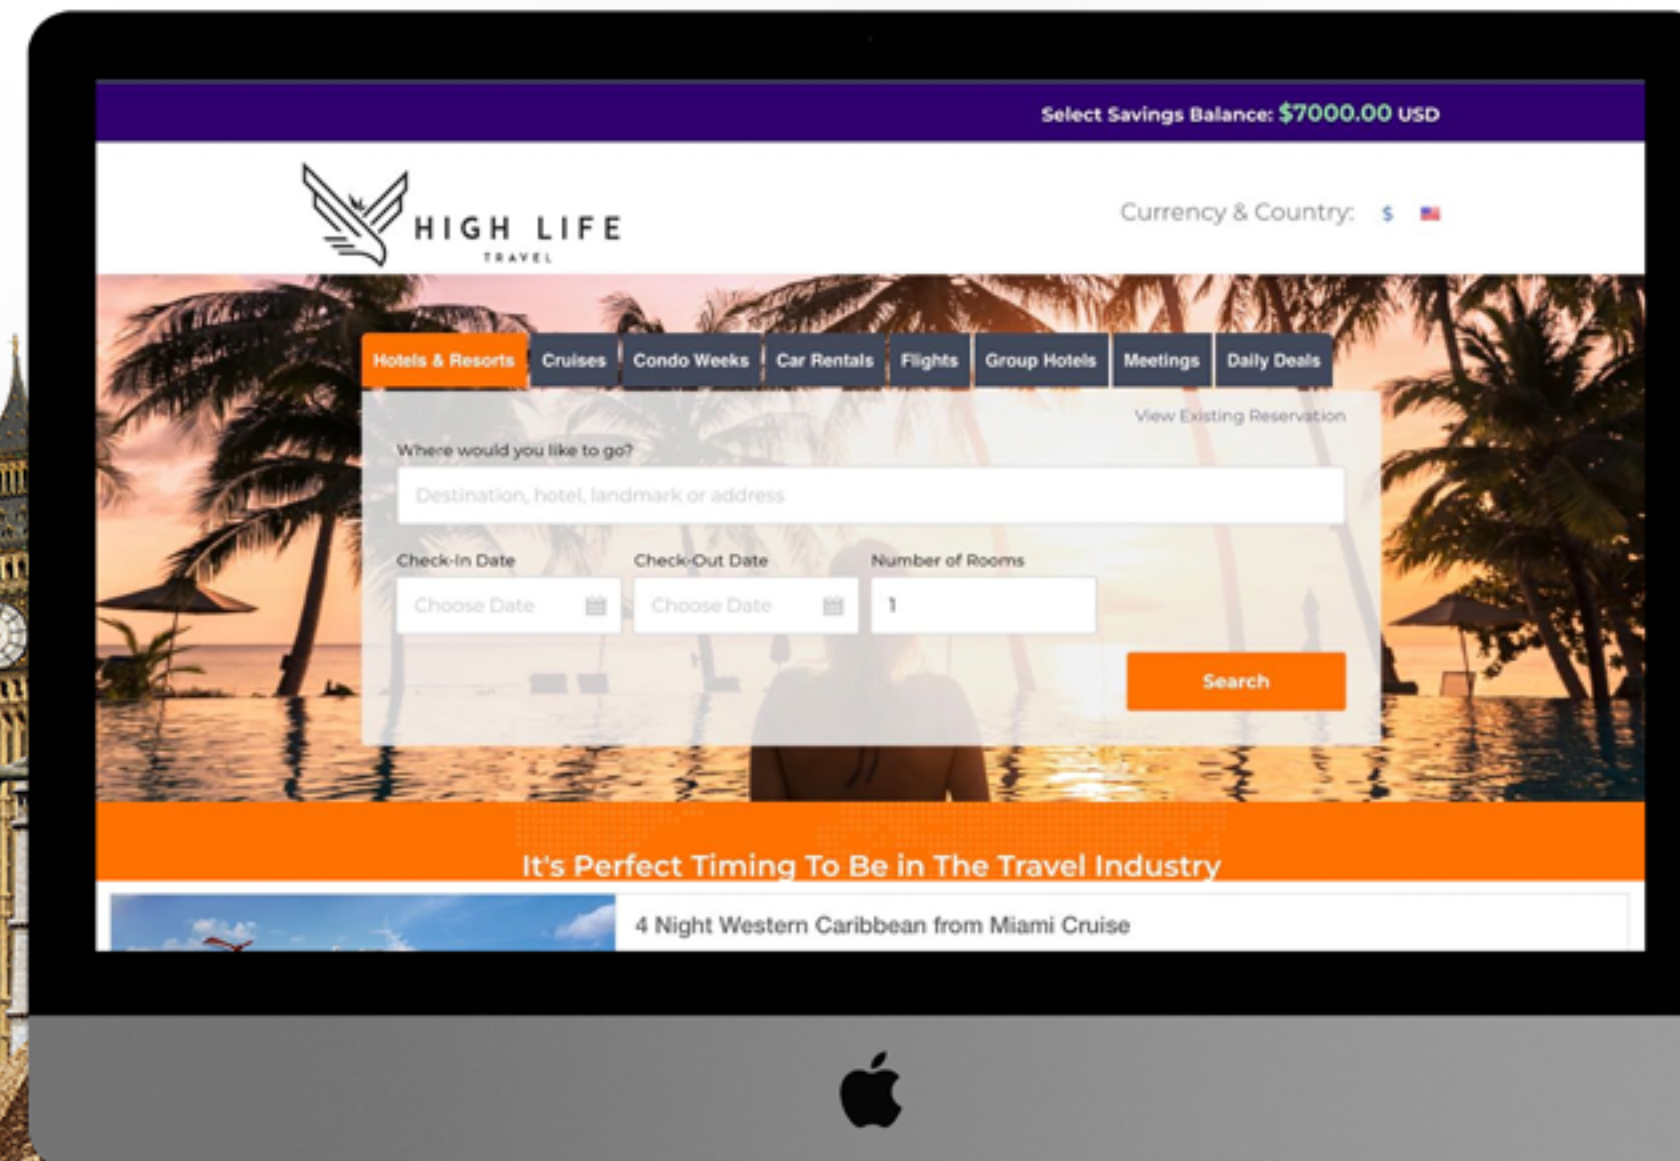 Select Savings Balance: $7000.00 USD
HIGH LIFE
TRAVEL
Currency & Country: $
Hotels & Resorts Cruises Condo Weeks Car Rentals Flights Group Hotels Meetings Daily Deals
View Existing Reservation
Where would you like to go?
Destination, hotel, landmark or address
Check-In Date Check-Out Date Number of Rooms
Choose Date Choose Date 1
Search
It's Perfect Timing To Be in The Travel Industry
4 Night Western Caribbean from Miami Cruise